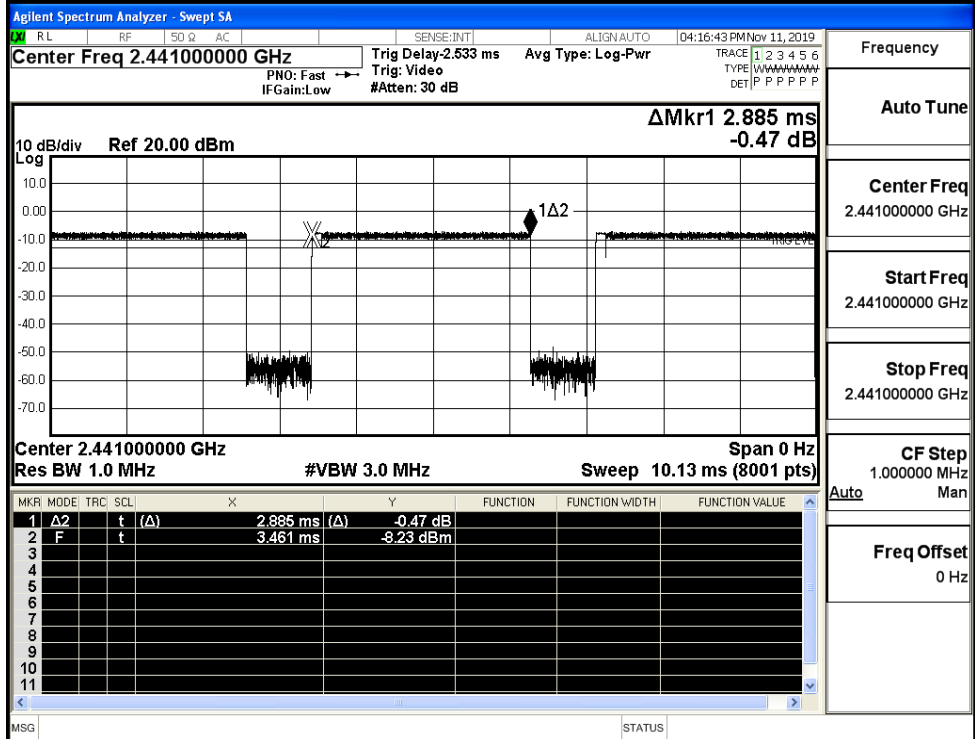 Agilent Spectrum Analyzer - Swept SA
LXI RL RF 50 Ω AC SENSE:INT ALIGNAUTO 04:16:43 PM Nov 11, 2019
Center Freq 2.441000000 GHz
Trig Delay-2.533 ms Avg Type: Log-Pwr TRACE 1 2 3 4 5 6
PNO: Fast Trig: Video TYPE WWWWWW
IFGain:Low #Atten: 30 dB DET P P P P P P
Frequency
Auto Tune
Center Freq
2.441000000 GHz
Start Freq
2.441000000 GHz
Stop Freq
2.441000000 GHz
CF Step
1.000000 MHz
Auto Man
Freq Offset
0 Hz
ΔMkr1 2.885 ms
-0.47 dB
10 dB/div Ref 20.00 dBm
Log
10.0
0.00
-10.0
-20.0
-30.0
-40.0
-50.0
-60.0
-70.0
1Δ2
2
TRIG LVL
Center 2.441000000 GHz Span 0 Hz
Res BW 1.0 MHz #VBW 3.0 MHz Sweep 10.13 ms (8001 pts)
MKR MODE TRC SCL X Y FUNCTION FUNCTION WIDTH FUNCTION VALUE
1 Δ2 t (Δ) 2.885 ms (Δ) -0.47 dB
2 F t 3.461 ms -8.23 dBm
3
4
5
6
7
8
9
10
11
MSG STATUS